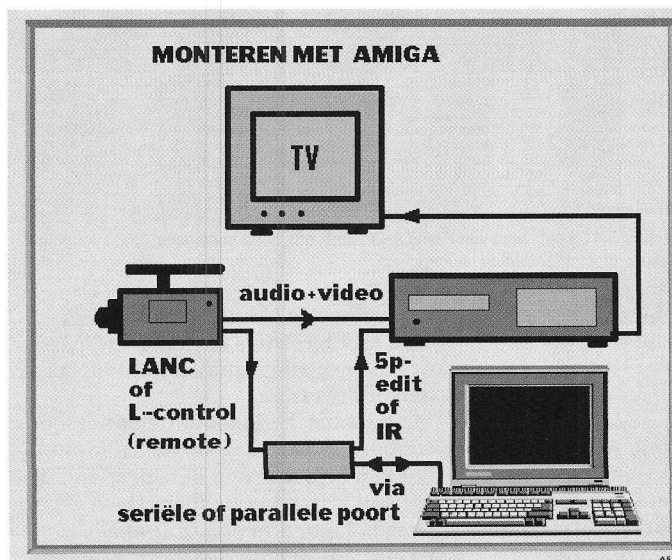 MONTEREN MET AMIGA
TV
audio+video
LANC
of
L-control
(remote)
5p-
edit
of
IR
via
seriële of parallele poort